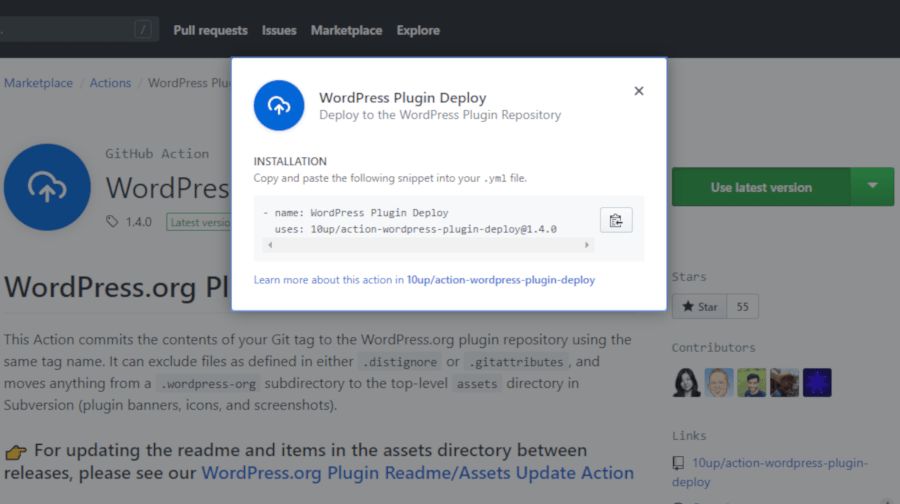 /
Pull requests Issues Marketplace Explore
Marketplace / Actions / WordPress Plu
GitHub Action
WordPres
1.4.0 Latest versio
WordPress Plugin Deploy
Deploy to the WordPress Plugin Repository
INSTALLATION
Copy and paste the following snippet into your .yml file.
- name: WordPress Plugin Deploy
uses: 10up/action-wordpress-plugin-deploy@1.4.0
Learn more about this action in 10up/action-wordpress-plugin-deploy
Use latest version
WordPress.org Pl
This Action commits the contents of your Git tag to the WordPress.org plugin repository using the
same tag name. It can exclude files as defined in either .distignore or .gitattributes, and
moves anything from a .wordpress-org subdirectory to the top-level assets directory in
Subversion (plugin banners, icons, and screenshots).
👉 For updating the readme and items in the assets directory between
releases, please see our WordPress.org Plugin Readme/Assets Update Action
Stars
Star 55
Contributors
Links
10up/action-wordpress-plugin-
deploy